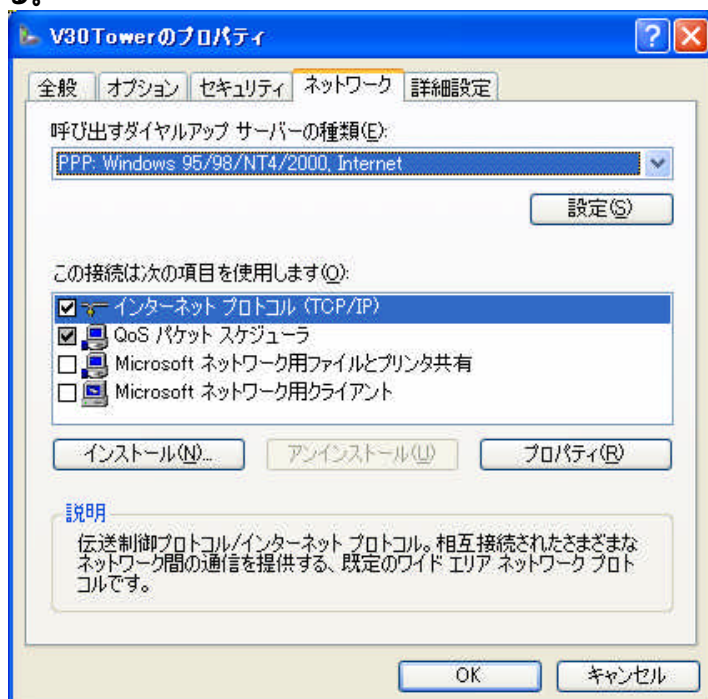 る。
V30Towerのプロパティ
全般 オプション セキュリティ ネットワーク 詳細設定
呼び出すダイヤルアップ サーバーの種類(E):
PPP: Windows 95/98/NT4/2000, Internet
設定(S)
この接続は次の項目を使用します(O):
インターネット プロトコル (TCP/IP)
QoS パケット スケジューラ
Microsoft ネットワーク用ファイルとプリンタ共有
Microsoft ネットワーク用クライアント
インストール(N)... アンインストール(U) プロパティ(R)
説明
伝送制御プロトコル/インターネット プロトコル。相互接続されたさまざまな
ネットワーク間の通信を提供する、既定のワイド エリア ネットワーク プロト
コルです。
OK キャンセル